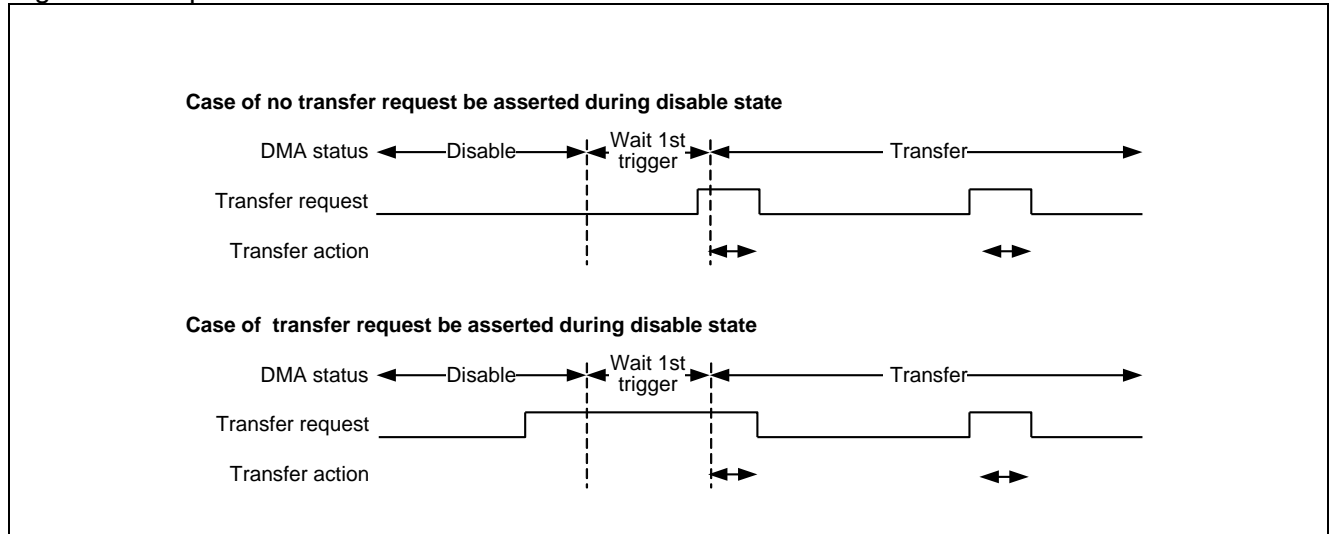 Case of no transfer request be asserted during disable state
DMA status Disable Wait 1st trigger Transfer
Transfer request
Transfer action
Case of transfer request be asserted during disable state
DMA status Disable Wait 1st trigger Transfer
Transfer request
Transfer action